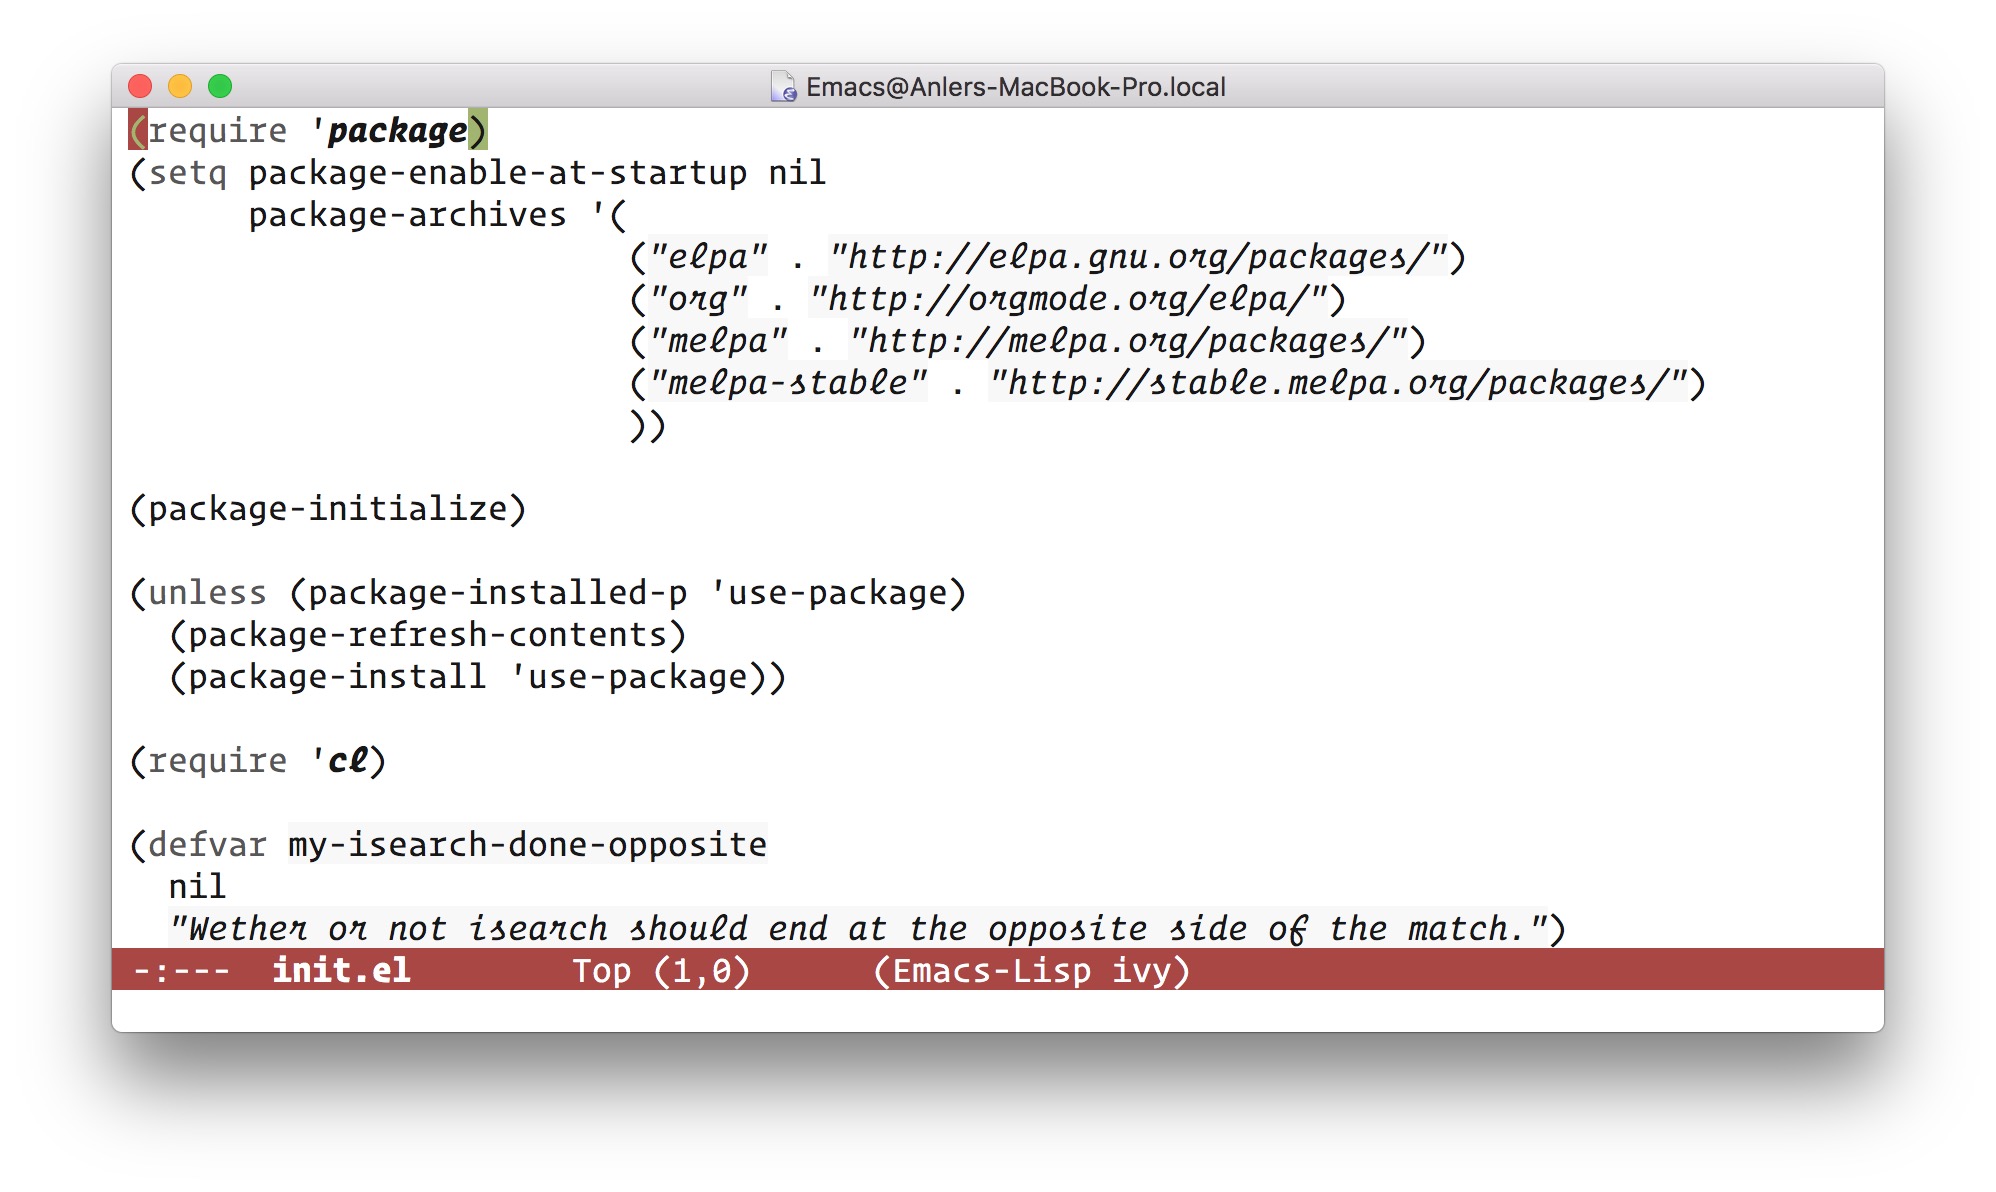 Emacs@Anlers-MacBook-Pro.local
(require 'package)
(setq package-enable-at-startup nil
      package-archives '(
                         ("elpa" . "http://elpa.gnu.org/packages/")
                         ("org" . "http://orgmode.org/elpa/")
                         ("melpa" . "http://melpa.org/packages/")
                         ("melpa-stable" . "http://stable.melpa.org/packages/")
                         ))
(package-initialize)
(unless (package-installed-p 'use-package)
  (package-refresh-contents)
  (package-install 'use-package))
(require 'cl)
(defvar my-isearch-done-opposite
  nil
  "Wether or not isearch should end at the opposite side of the match.")
-:---  init.el        Top (1,0)      (Emacs-Lisp ivy)